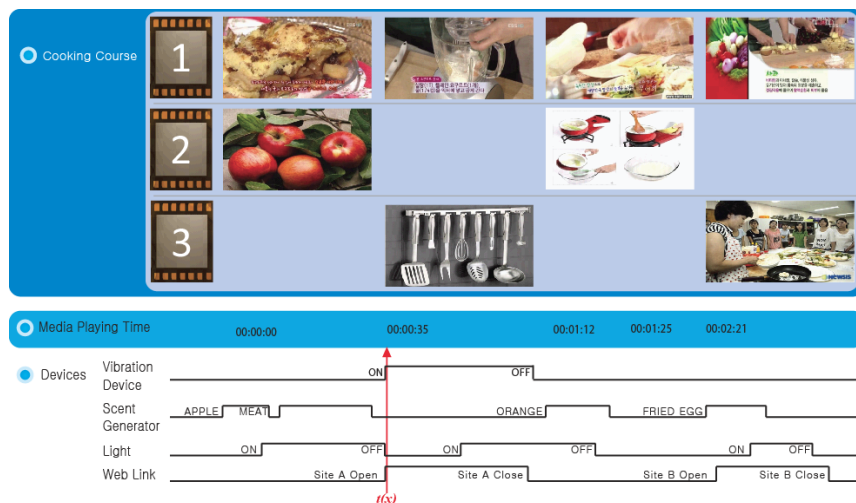 Cooking Course
1
2
3
NEWSIS
Media Playing Time
00:00:00
00:00:35
00:01:12
00:01:25
00:02:21
Devices
Vibration Device
ON
OFF
Scent Generator
APPLE
MEAT
ORANGE
FRIED EGG
Light
ON
OFF
ON
OFF
ON
OFF
Web Link
Site A Open
Site A Close
Site B Open
Site B Close
t(x)